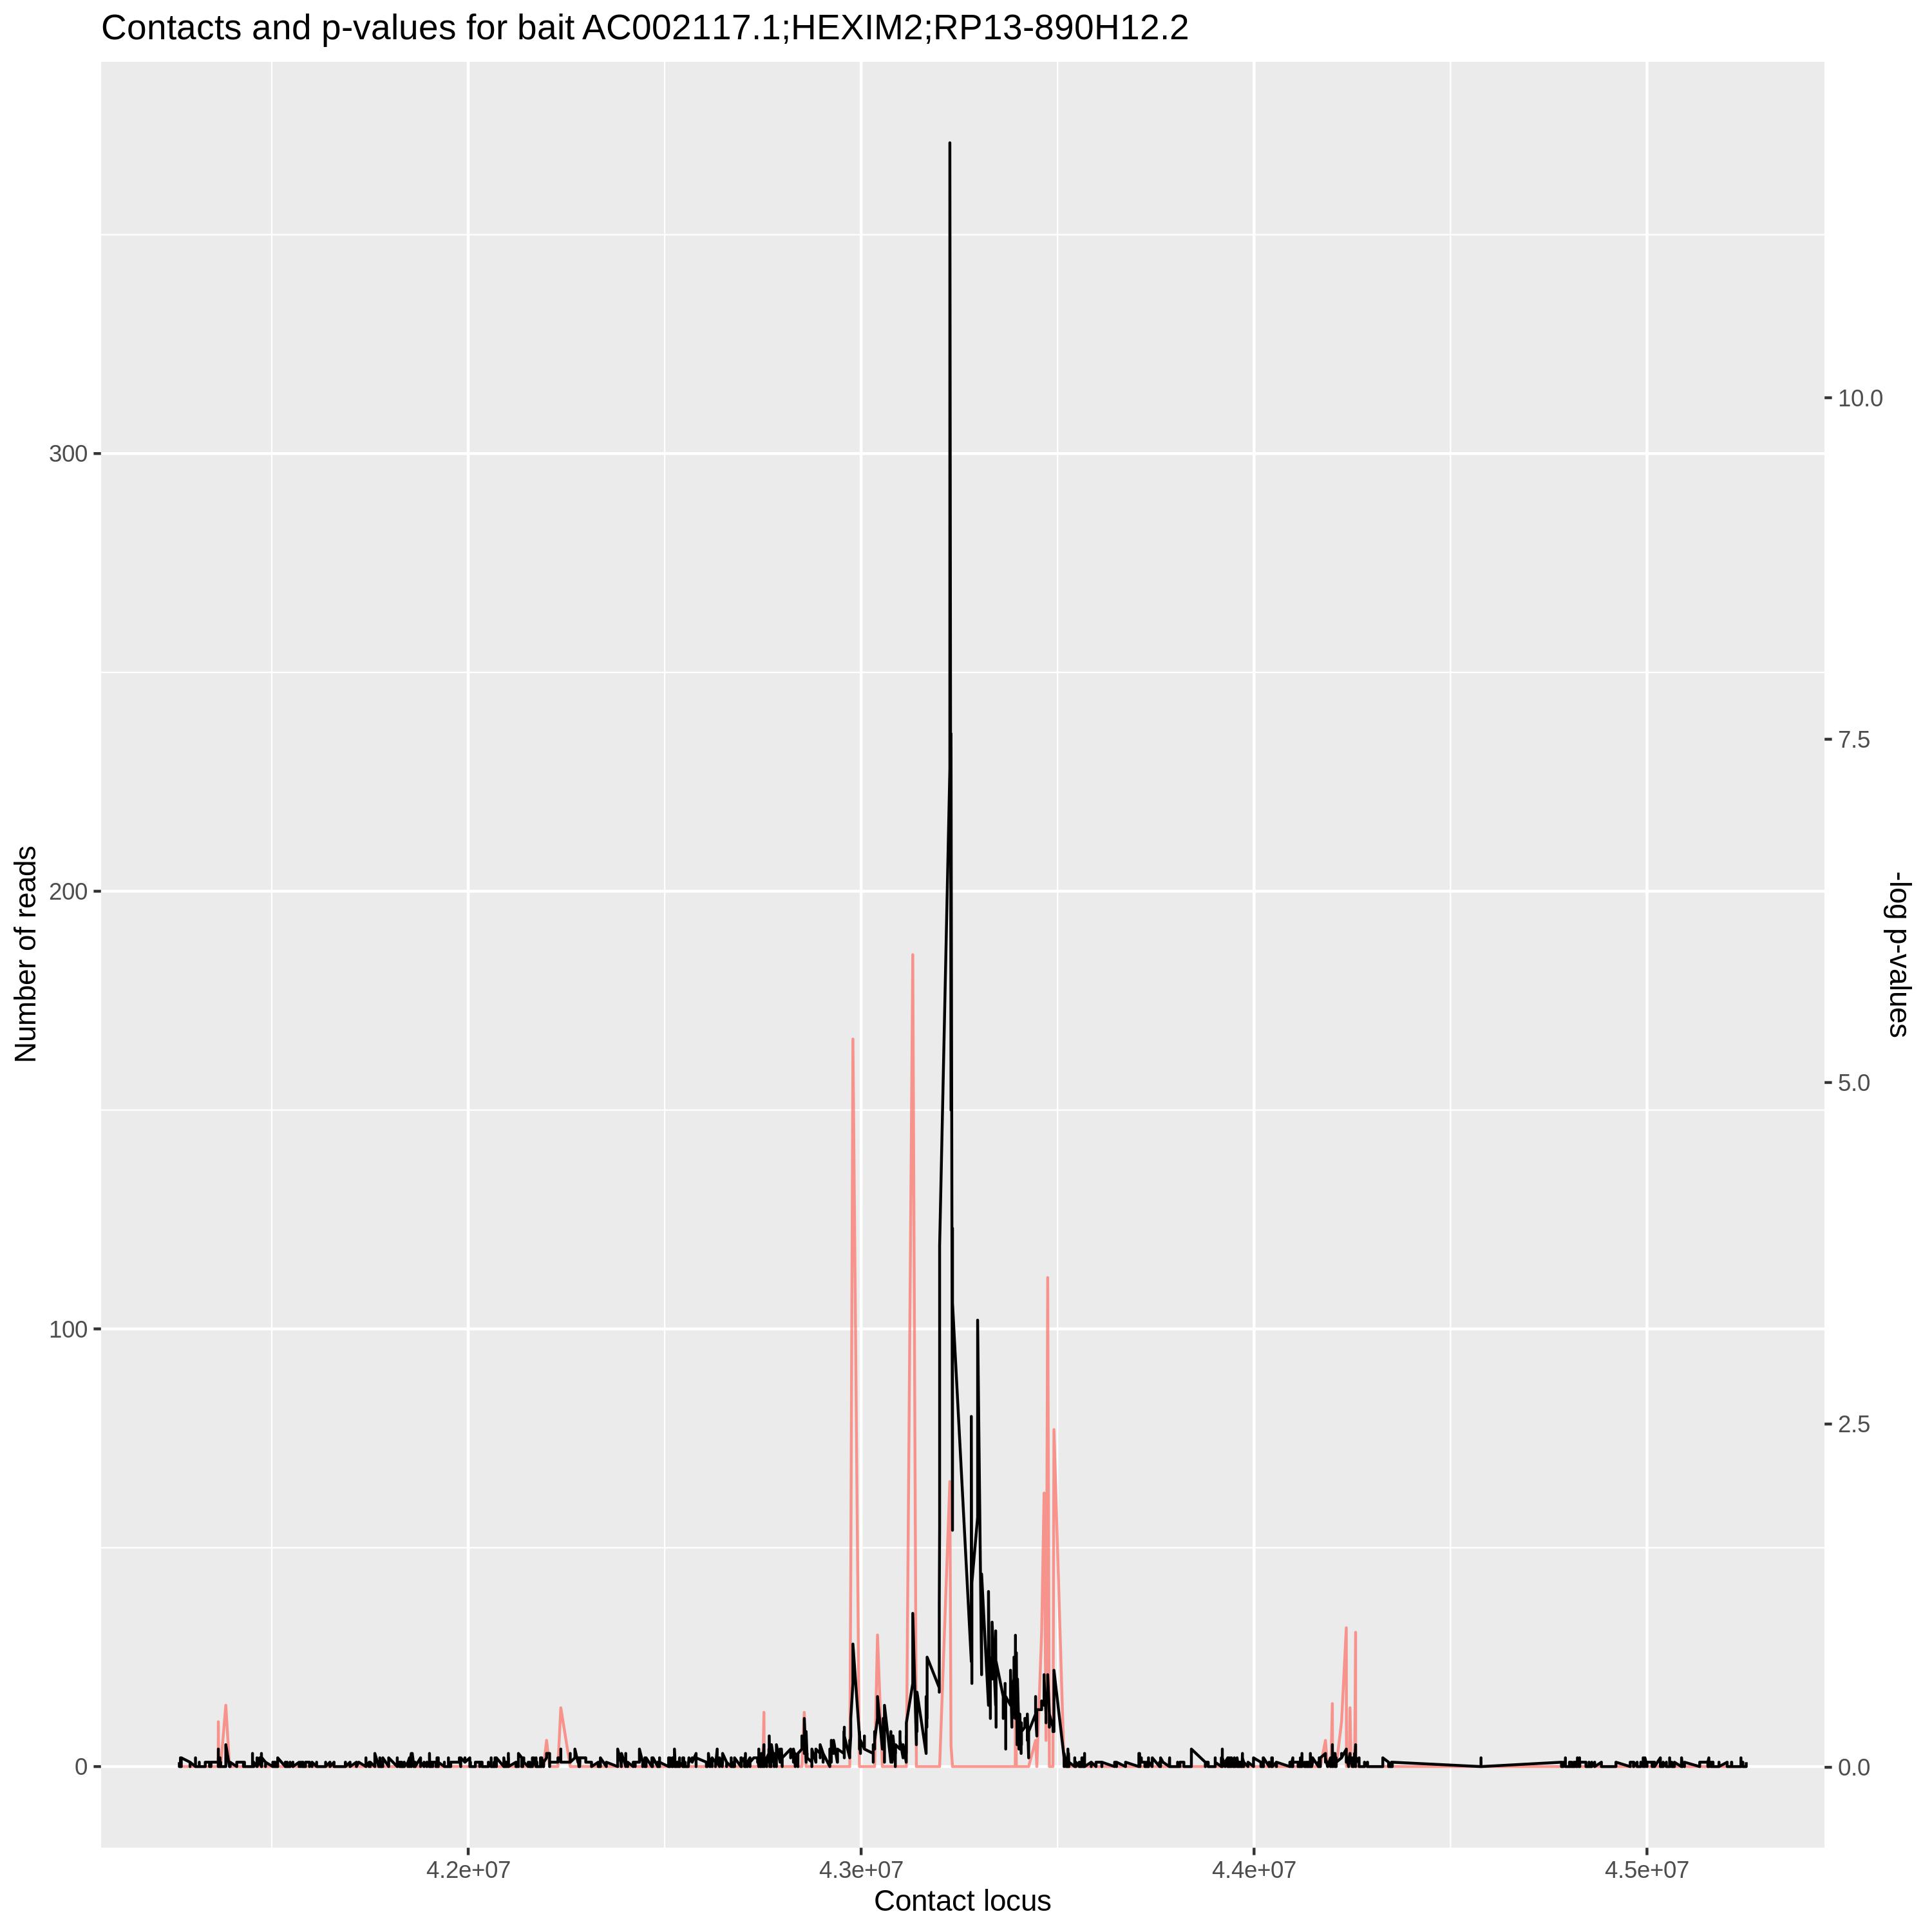 Contacts and p-values for bait AC002117.1;HEXIM2;RP13-890H12.2
Number of reads
300
200
100
0
10.0
7.5
5.0
2.5
0.0
-log p-values
4.2e+07 4.3e+07 4.4e+07 4.5e+07
Contact locus